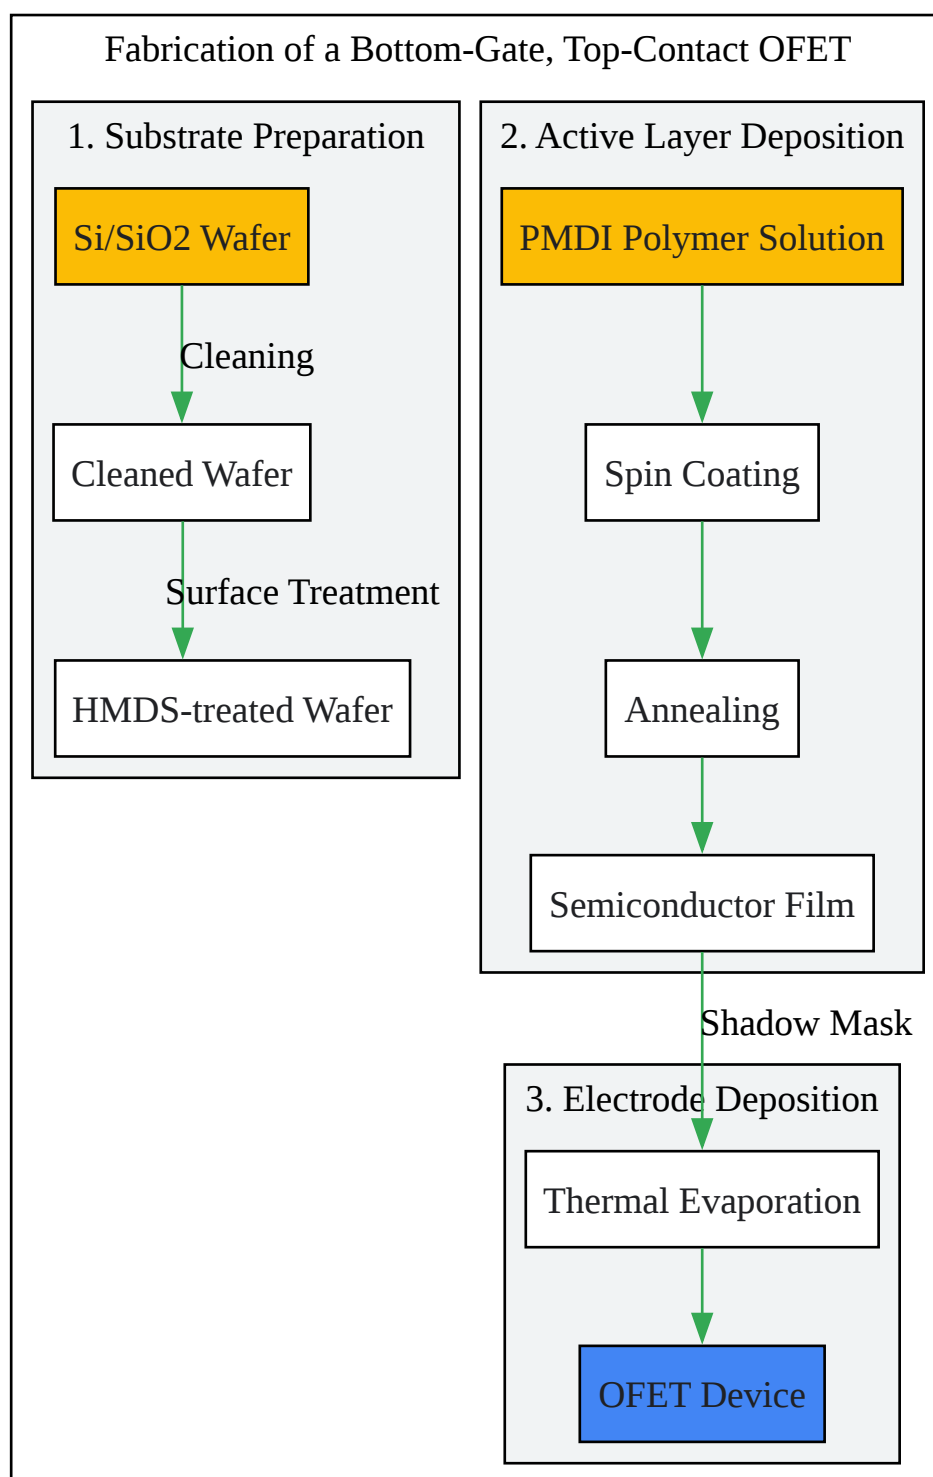 Fabrication of a Bottom-Gate, Top-Contact OFET
1. Substrate Preparation
Si/SiO2 Wafer
Cleaning
Cleaned Wafer
Surface Treatment
HMDS-treated Wafer
2. Active Layer Deposition
PMDI Polymer Solution
Spin Coating
Annealing
Semiconductor Film
Shadow Mask
3. Electrode Deposition
Thermal Evaporation
OFET Device